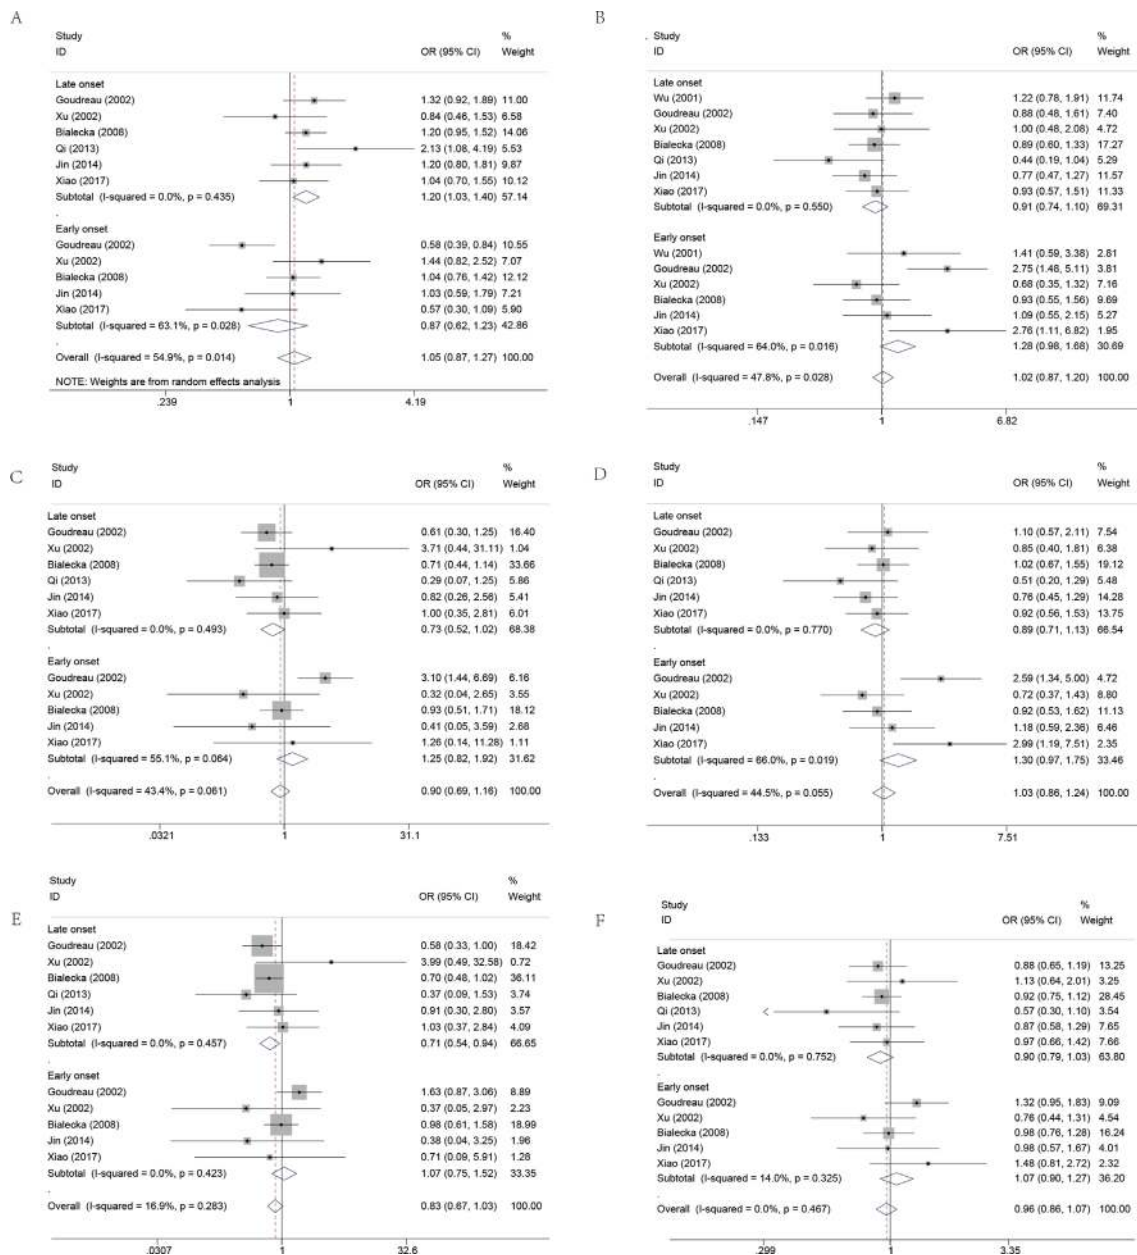 A
Study %
ID OR (95% CI) Weight
Late onset
Goudreau (2002) 1.32 (0.92, 1.89) 11.00
Xu (2002) 0.84 (0.46, 1.53) 6.58
Bialecka (2008) 1.20 (0.95, 1.52) 14.06
Qi (2013) 2.13 (1.08, 4.19) 5.53
Jin (2014) 1.20 (0.80, 1.81) 9.87
Xiao (2017) 1.04 (0.70, 1.55) 10.12
Subtotal (I-squared = 0.0%, p = 0.435) 1.20 (1.03, 1.40) 57.14
.
Early onset
Goudreau (2002) 0.58 (0.39, 0.84) 10.55
Xu (2002) 1.44 (0.82, 2.52) 7.07
Bialecka (2008) 1.04 (0.76, 1.42) 12.12
Jin (2014) 1.03 (0.59, 1.79) 7.21
Xiao (2017) 0.57 (0.30, 1.09) 5.90
Subtotal (I-squared = 63.1%, p = 0.028) 0.87 (0.62, 1.23) 42.86
.
Overall (I-squared = 54.9%, p = 0.014) 1.05 (0.87, 1.27) 100.00
NOTE: Weights are from random effects analysis
.239 1 4.19
B
Study %
ID OR (95% CI) Weight
Late onset
Wu (2001) 1.22 (0.78, 1.91) 11.74
Goudreau (2002) 0.88 (0.48, 1.61) 7.40
Xu (2002) 1.00 (0.48, 2.08) 4.72
Bialecka (2008) 0.89 (0.60, 1.33) 17.27
Qi (2013) 0.44 (0.19, 1.04) 5.29
Jin (2014) 0.77 (0.47, 1.27) 11.57
Xiao (2017) 0.93 (0.57, 1.51) 11.33
Subtotal (I-squared = 0.0%, p = 0.550) 0.91 (0.74, 1.10) 69.31
.
Early onset
Wu (2001) 1.41 (0.59, 3.38) 2.81
Goudreau (2002) 2.75 (1.48, 5.11) 3.81
Xu (2002) 0.68 (0.35, 1.32) 7.16
Bialecka (2008) 0.93 (0.55, 1.56) 9.69
Jin (2014) 1.09 (0.55, 2.15) 5.27
Xiao (2017) 2.76 (1.11, 6.82) 1.95
Subtotal (I-squared = 64.0%, p = 0.016) 1.28 (0.98, 1.68) 30.69
.
Overall (I-squared = 47.8%, p = 0.028) 1.02 (0.87, 1.20) 100.00
.147 1 6.82
C
Study %
ID OR (95% CI) Weight
Late onset
Goudreau (2002) 0.61 (0.30, 1.25) 16.40
Xu (2002) 3.71 (0.44, 31.11) 1.04
Bialecka (2008) 0.71 (0.44, 1.14) 33.66
Qi (2013) 0.29 (0.07, 1.25) 5.86
Jin (2014) 0.82 (0.26, 2.56) 5.41
Xiao (2017) 1.00 (0.35, 2.81) 6.01
Subtotal (I-squared = 0.0%, p = 0.493) 0.73 (0.52, 1.02) 68.38
.
Early onset
Goudreau (2002) 3.10 (1.44, 6.69) 6.16
Xu (2002) 0.32 (0.04, 2.65) 3.55
Bialecka (2008) 0.93 (0.51, 1.71) 18.12
Jin (2014) 0.41 (0.05, 3.59) 2.68
Xiao (2017) 1.26 (0.14, 11.28) 1.11
Subtotal (I-squared = 55.1%, p = 0.064) 1.25 (0.82, 1.92) 31.62
.
Overall (I-squared = 43.4%, p = 0.061) 0.90 (0.69, 1.16) 100.00
.0321 1 31.1
D
Study %
ID OR (95% CI) Weight
Late onset
Goudreau (2002) 1.10 (0.57, 2.11) 7.54
Xu (2002) 0.85 (0.40, 1.81) 6.38
Bialecka (2008) 1.02 (0.67, 1.55) 19.12
Qi (2013) 0.51 (0.20, 1.29) 5.48
Jin (2014) 0.76 (0.45, 1.29) 14.28
Xiao (2017) 0.92 (0.56, 1.53) 13.75
Subtotal (I-squared = 0.0%, p = 0.770) 0.89 (0.71, 1.13) 66.54
.
Early onset
Goudreau (2002) 2.59 (1.34, 5.00) 4.72
Xu (2002) 0.72 (0.37, 1.43) 8.80
Bialecka (2008) 0.92 (0.53, 1.62) 11.13
Jin (2014) 1.18 (0.59, 2.36) 6.46
Xiao (2017) 2.99 (1.19, 7.51) 2.35
Subtotal (I-squared = 66.0%, p = 0.019) 1.30 (0.97, 1.75) 33.46
.
Overall (I-squared = 44.5%, p = 0.055) 1.03 (0.86, 1.24) 100.00
.133 1 7.51
E
Study %
ID OR (95% CI) Weight
Late onset
Goudreau (2002) 0.58 (0.33, 1.00) 18.42
Xu (2002) 3.99 (0.49, 32.58) 0.72
Bialecka (2008) 0.70 (0.48, 1.02) 36.11
Qi (2013) 0.37 (0.09, 1.53) 3.74
Jin (2014) 0.91 (0.30, 2.80) 3.57
Xiao (2017) 1.03 (0.37, 2.84) 4.09
Subtotal (I-squared = 0.0%, p = 0.457) 0.71 (0.54, 0.94) 66.65
.
Early onset
Goudreau (2002) 1.63 (0.87, 3.06) 8.89
Xu (2002) 0.37 (0.05, 2.97) 2.23
Bialecka (2008) 0.98 (0.61, 1.58) 18.99
Jin (2014) 0.38 (0.04, 3.25) 1.96
Xiao (2017) 0.71 (0.09, 5.91) 1.28
Subtotal (I-squared = 0.0%, p = 0.423) 1.07 (0.75, 1.52) 33.35
.
Overall (I-squared = 16.9%, p = 0.283) 0.83 (0.67, 1.03) 100.00
.0307 1 32.6
F
Study %
ID OR (95% CI) Weight
Late onset
Goudreau (2002) 0.88 (0.65, 1.19) 13.25
Xu (2002) 1.13 (0.64, 2.01) 3.25
Bialecka (2008) 0.92 (0.75, 1.12) 28.45
Qi (2013) 0.57 (0.30, 1.10) 3.54
Jin (2014) 0.87 (0.58, 1.29) 7.65
Xiao (2017) 0.97 (0.66, 1.42) 7.66
Subtotal (I-squared = 0.0%, p = 0.752) 0.90 (0.79, 1.03) 63.80
.
Early onset
Goudreau (2002) 1.32 (0.95, 1.83) 9.09
Xu (2002) 0.76 (0.44, 1.31) 4.54
Bialecka (2008) 0.98 (0.76, 1.28) 16.24
Jin (2014) 0.98 (0.57, 1.67) 4.01
Xiao (2017) 1.48 (0.81, 2.72) 2.32
Subtotal (I-squared = 14.0%, p = 0.325) 1.07 (0.90, 1.27) 36.20
.
Overall (I-squared = 0.0%, p = 0.467) 0.96 (0.86, 1.07) 100.00
.299 1 3.35